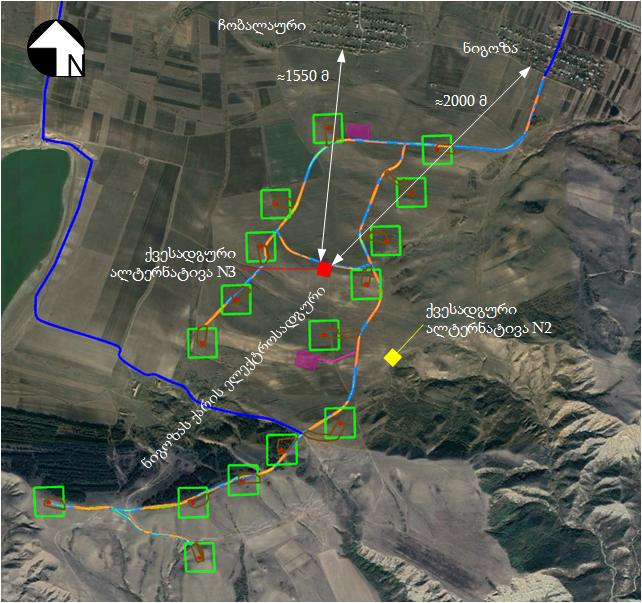 ჩობალაური
ნიგოზა
≈1550 მ
≈2000 მ
N
ქვესადგური
ალტერნატივა N3
ქვესადგური
ალტერნატივა N2
ნიგოზას ქარის ელექტროსადგური